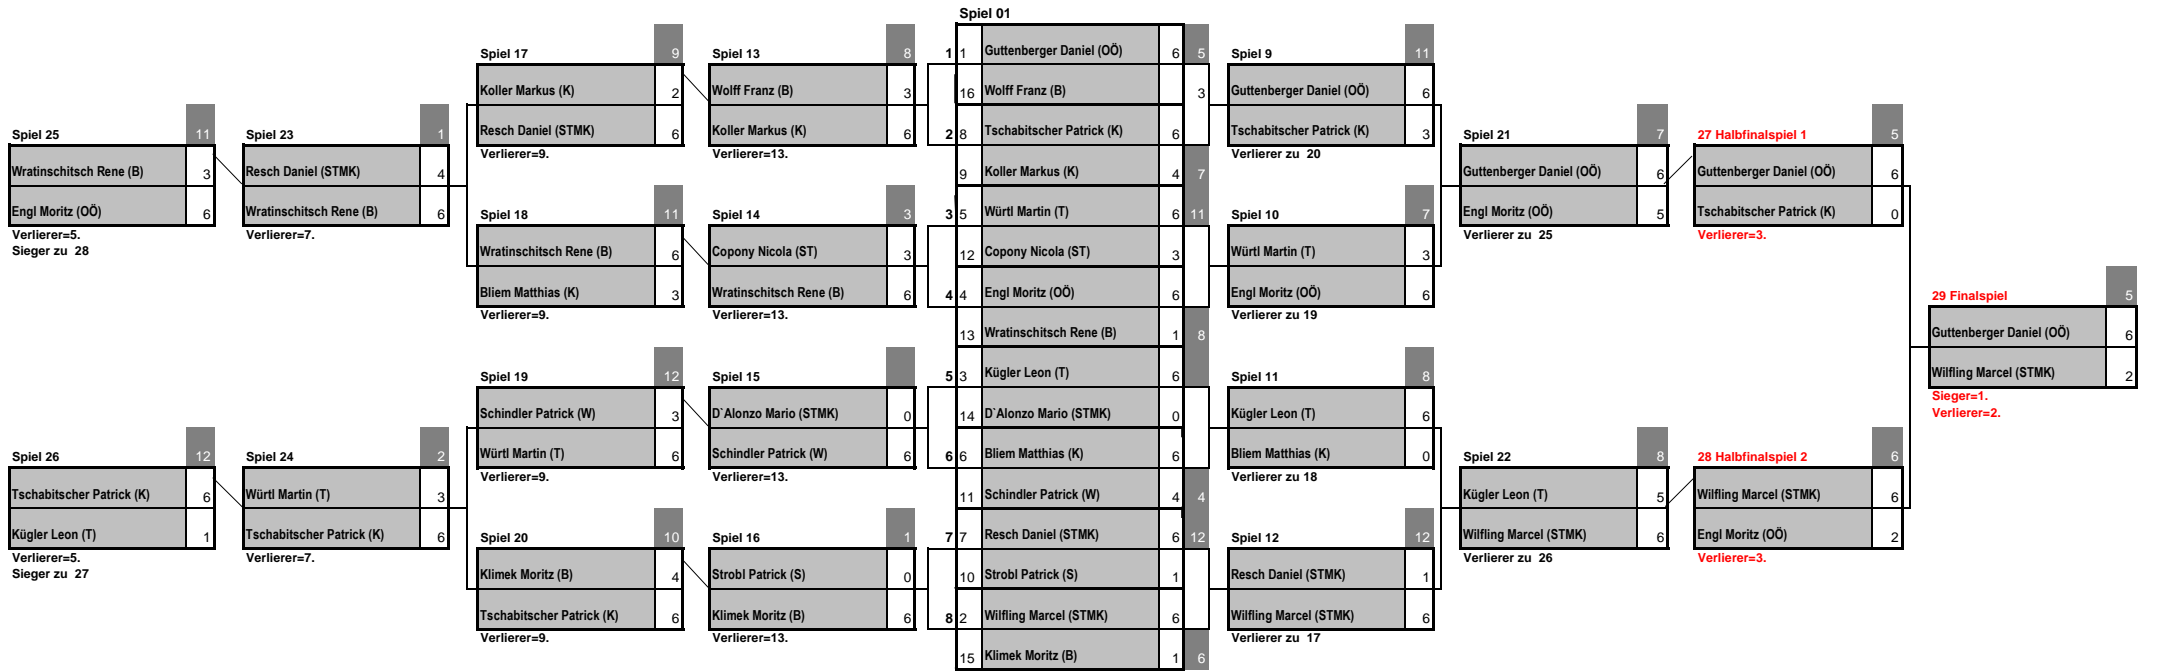 Spiel 01
1 1 Guttenberger Daniel (OÖ) 6 5
16 Wolff Franz (B) 3
2 8 Tschabitscher Patrick (K) 6
9 Koller Markus (K) 4 7
3 5 Würtl Martin (T) 6 11
12 Copony Nicola (ST) 3
4 4 Engl Moritz (OÖ) 6
13 Wratinschitsch Rene (B) 1 8
5 3 Kügler Leon (T) 6
14 D`Alonzo Mario (STMK) 0
6 6 Bliem Matthias (K) 6
11 Schindler Patrick (W) 4 4
7 7 Resch Daniel (STMK) 6 12
10 Strobl Patrick (S) 1
8 2 Wilfling Marcel (STMK) 6
15 Klimek Moritz (B) 1 6
Spiel 25 11
Wratinschitsch Rene (B) 3
Engl Moritz (OÖ) 6
Verlierer=5.
Sieger zu 28
Spiel 26 12
Tschabitscher Patrick (K) 6
Kügler Leon (T) 1
Verlierer=5.
Sieger zu 27
Spiel 23 1
Resch Daniel (STMK) 4
Wratinschitsch Rene (B) 6
Verlierer=7.
Spiel 24 2
Würtl Martin (T) 3
Tschabitscher Patrick (K) 6
Verlierer=7.
Spiel 17 9
Koller Markus (K) 2
Resch Daniel (STMK) 6
Verlierer=9.
Spiel 18 11
Wratinschitsch Rene (B) 6
Bliem Matthias (K) 3
Verlierer=9.
Spiel 19 12
Schindler Patrick (W) 3
Würtl Martin (T) 6
Verlierer=9.
Spiel 20 10
Klimek Moritz (B) 4
Tschabitscher Patrick (K) 6
Verlierer=9.
Spiel 13 8
Wolff Franz (B) 3
Koller Markus (K) 6
Verlierer=13.
Spiel 14 3
Copony Nicola (ST) 3
Wratinschitsch Rene (B) 6
Verlierer=13.
Spiel 15
D`Alonzo Mario (STMK) 0
Schindler Patrick (W) 6
Verlierer=13.
Spiel 16 1
Strobl Patrick (S) 0
Klimek Moritz (B) 6
Verlierer=13.
Spiel 9 11
Guttenberger Daniel (OÖ) 6
Tschabitscher Patrick (K) 3
Verlierer zu 20
Spiel 10 7
Würtl Martin (T) 3
Engl Moritz (OÖ) 6
Verlierer zu 19
Spiel 11 8
Kügler Leon (T) 6
Bliem Matthias (K) 0
Verlierer zu 18
Spiel 12 12
Resch Daniel (STMK) 1
Wilfling Marcel (STMK) 6
Verlierer zu 17
Spiel 21 7
Guttenberger Daniel (OÖ) 6
Engl Moritz (OÖ) 5
Verlierer zu 25
Spiel 22 8
Kügler Leon (T) 5
Wilfling Marcel (STMK) 6
Verlierer zu 26
27 Halbfinalspiel 1 5
Guttenberger Daniel (OÖ) 6
Tschabitscher Patrick (K) 0
Verlierer=3.
28 Halbfinalspiel 2 6
Wilfling Marcel (STMK) 6
Engl Moritz (OÖ) 2
Verlierer=3.
29 Finalspiel 5
Guttenberger Daniel (OÖ) 6
Wilfling Marcel (STMK) 2
Sieger=1.
Verlierer=2.